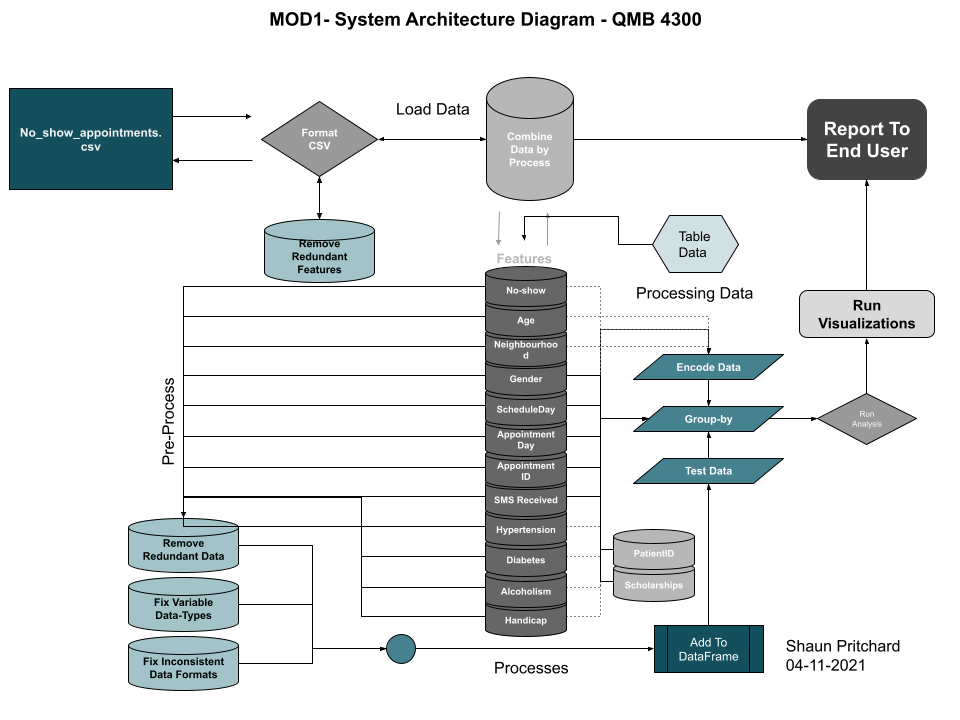 MOD1- System Architecture Diagram - QMB 4300
No_show_appointments.
csv
Format
CSV
Load Data
Combine
Data by
Process
Report To
End User
Remove
Redundant
Features
Table
Data
Features
Processing Data
No-show
Age
Neighbourhoo
d
Gender
ScheduleDay
Appointment
Day
Appointment
ID
SMS Received
Hypertension
Diabetes
Alcoholism
Handicap
Run
Visualizations
Encode Data
Group-by
Test Data
Run
Analysis
Pre-Process
PatientID
Scholarships
Remove
Redundant Data
Fix Variable
Data-Types
Fix Inconsistent
Data Formats
Processes
Add To
DataFrame
Shaun Pritchard
04-11-2021